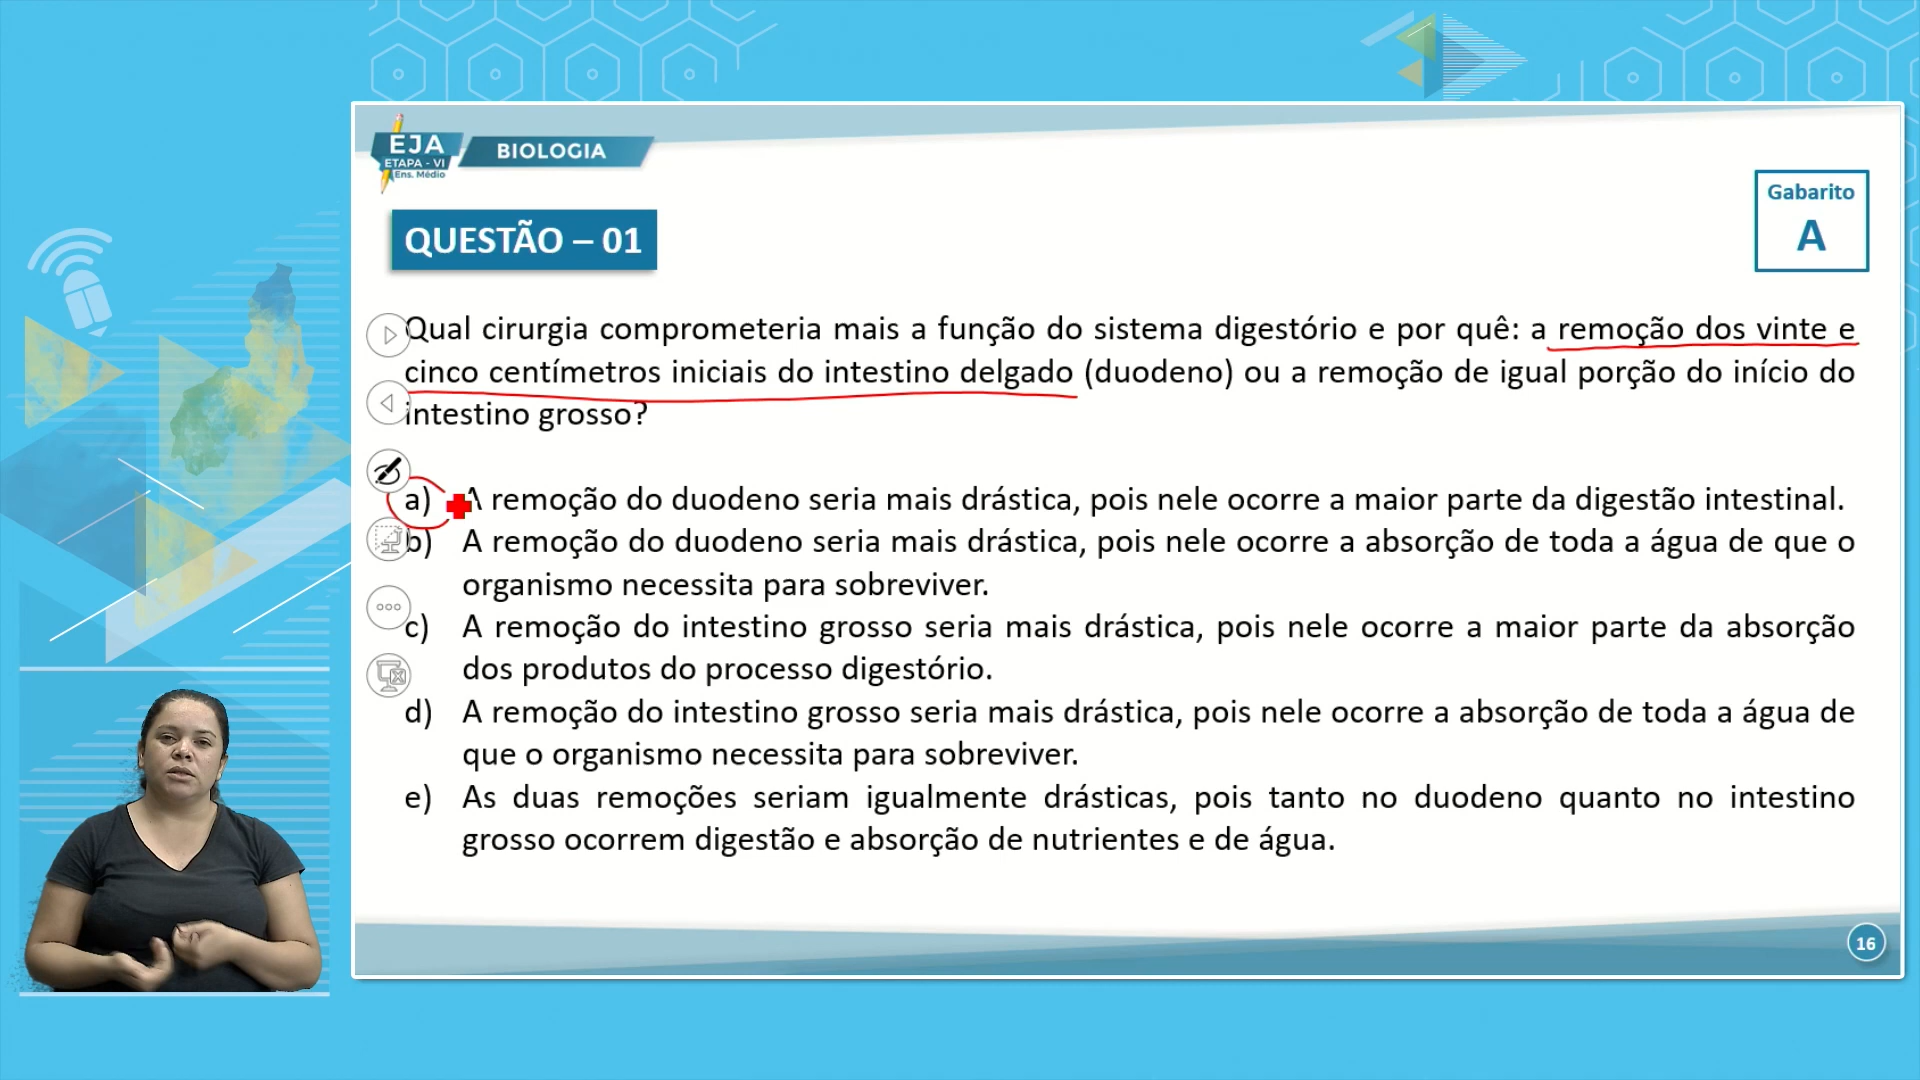 EJA
ETAPA - VI
Ens. Médio
BIOLOGIA
Gabarito
A
QUESTÃO – 01
Qual cirurgia comprometeria mais a função do sistema digestório e por quê: a remoção dos vinte e
cinco centímetros iniciais do intestino delgado (duodeno) ou a remoção de igual porção do início do
intestino grosso?
a) A remoção do duodeno seria mais drástica, pois nele ocorre a maior parte da digestão intestinal.
b) A remoção do duodeno seria mais drástica, pois nele ocorre a absorção de toda a água de que o
organismo necessita para sobreviver.
c) A remoção do intestino grosso seria mais drástica, pois nele ocorre a maior parte da absorção
dos produtos do processo digestório.
d) A remoção do intestino grosso seria mais drástica, pois nele ocorre a absorção de toda a água de
que o organismo necessita para sobreviver.
e) As duas remoções seriam igualmente drásticas, pois tanto no duodeno quanto no intestino
grosso ocorrem digestão e absorção de nutrientes e de água.
16